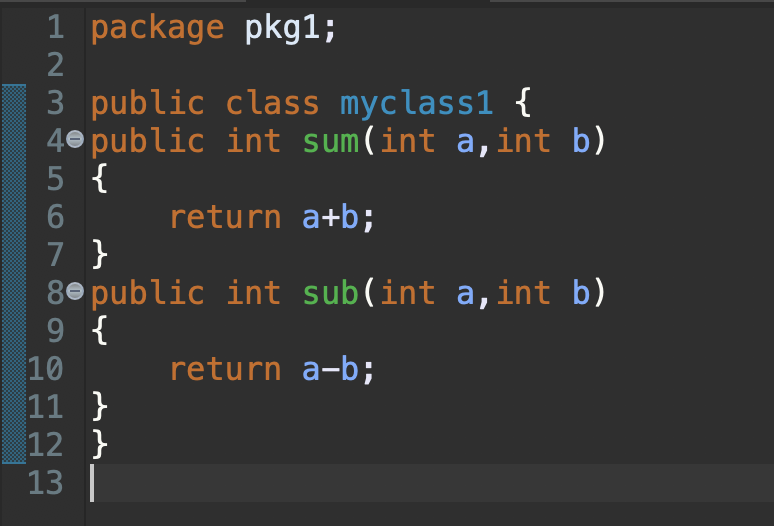 1 package pkg1;
2
3 public class myclass1 {
4 public int sum(int a,int b)
5 {
6     return a+b;
7 }
8 public int sub(int a,int b)
9 {
10     return a-b;
11 }
12 }
13